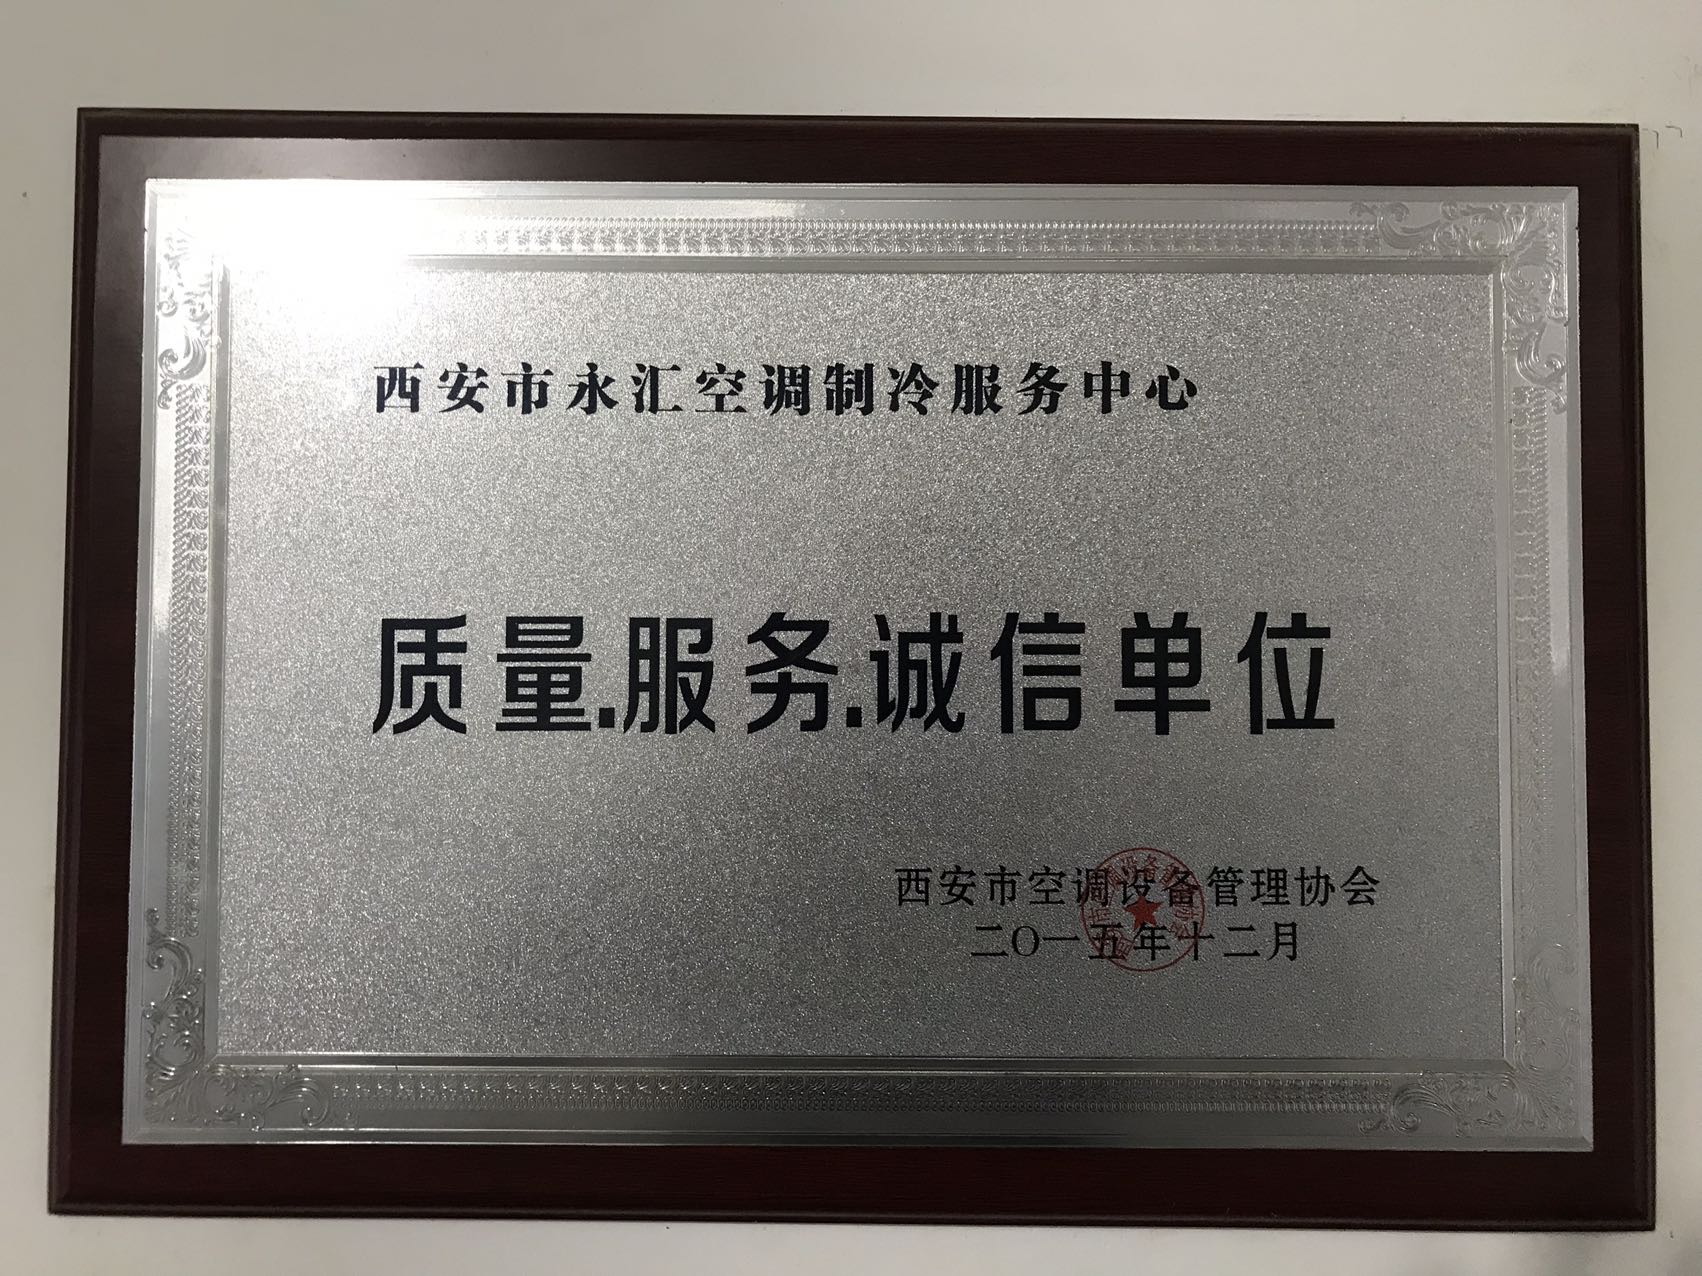 西安市永汇空调制冷服务中心
质量.服务.诚信单位
西安市空调设备管理协会
二〇一五年十二月